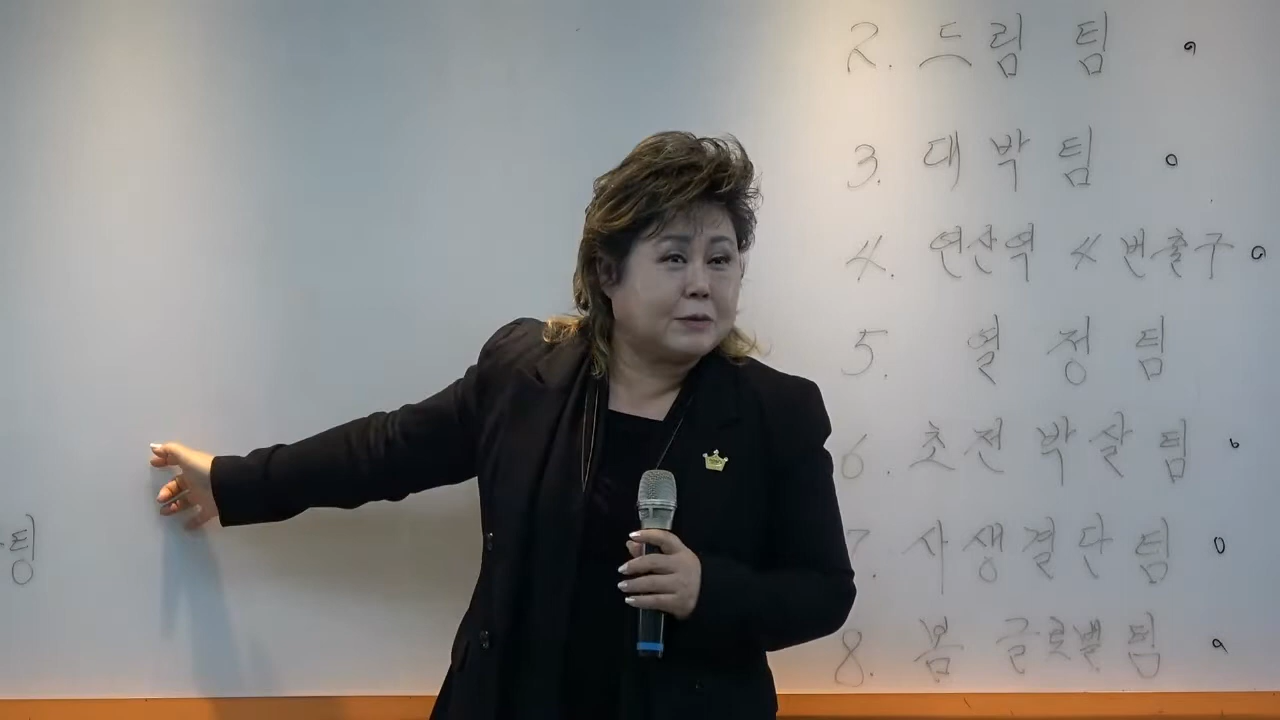 2. 드림 팀
3. 대박 팀
4. 연산역 4번출구
5. 열정팀
6. 초전박살팀
7. 사생결단팀
8. 봄 글로벌팀